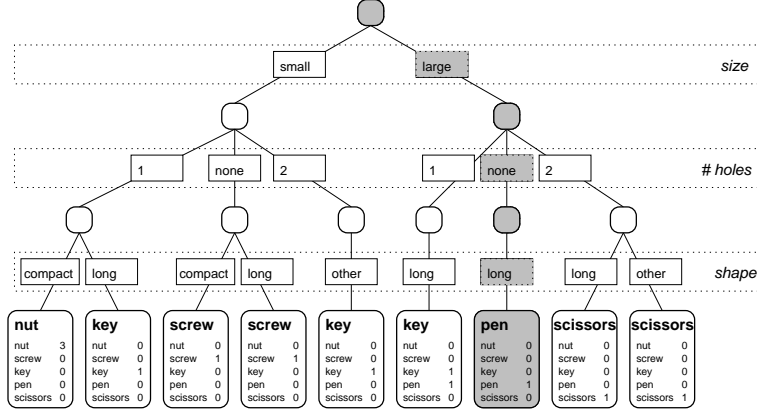 small large size
1 none 2 1 none 2 # holes
compact long compact long other long long long other shape
nut key screw screw key key pen scissors scissors
nut 3 nut 0 nut 0 nut 0 nut 0 nut 0 nut 0 nut 0 nut 0
screw 0 screw 0 screw 1 screw 1 screw 0 screw 0 screw 0 screw 0 screw 0
key 0 key 1 key 0 key 0 key 1 key 1 key 0 key 0 key 0
pen 0 pen 0 pen 0 pen 0 pen 0 pen 1 pen 1 pen 0 pen 0
scissors 0 scissors 0 scissors 0 scissors 0 scissors 0 scissors 0 scissors 0 scissors 1 scissors 1